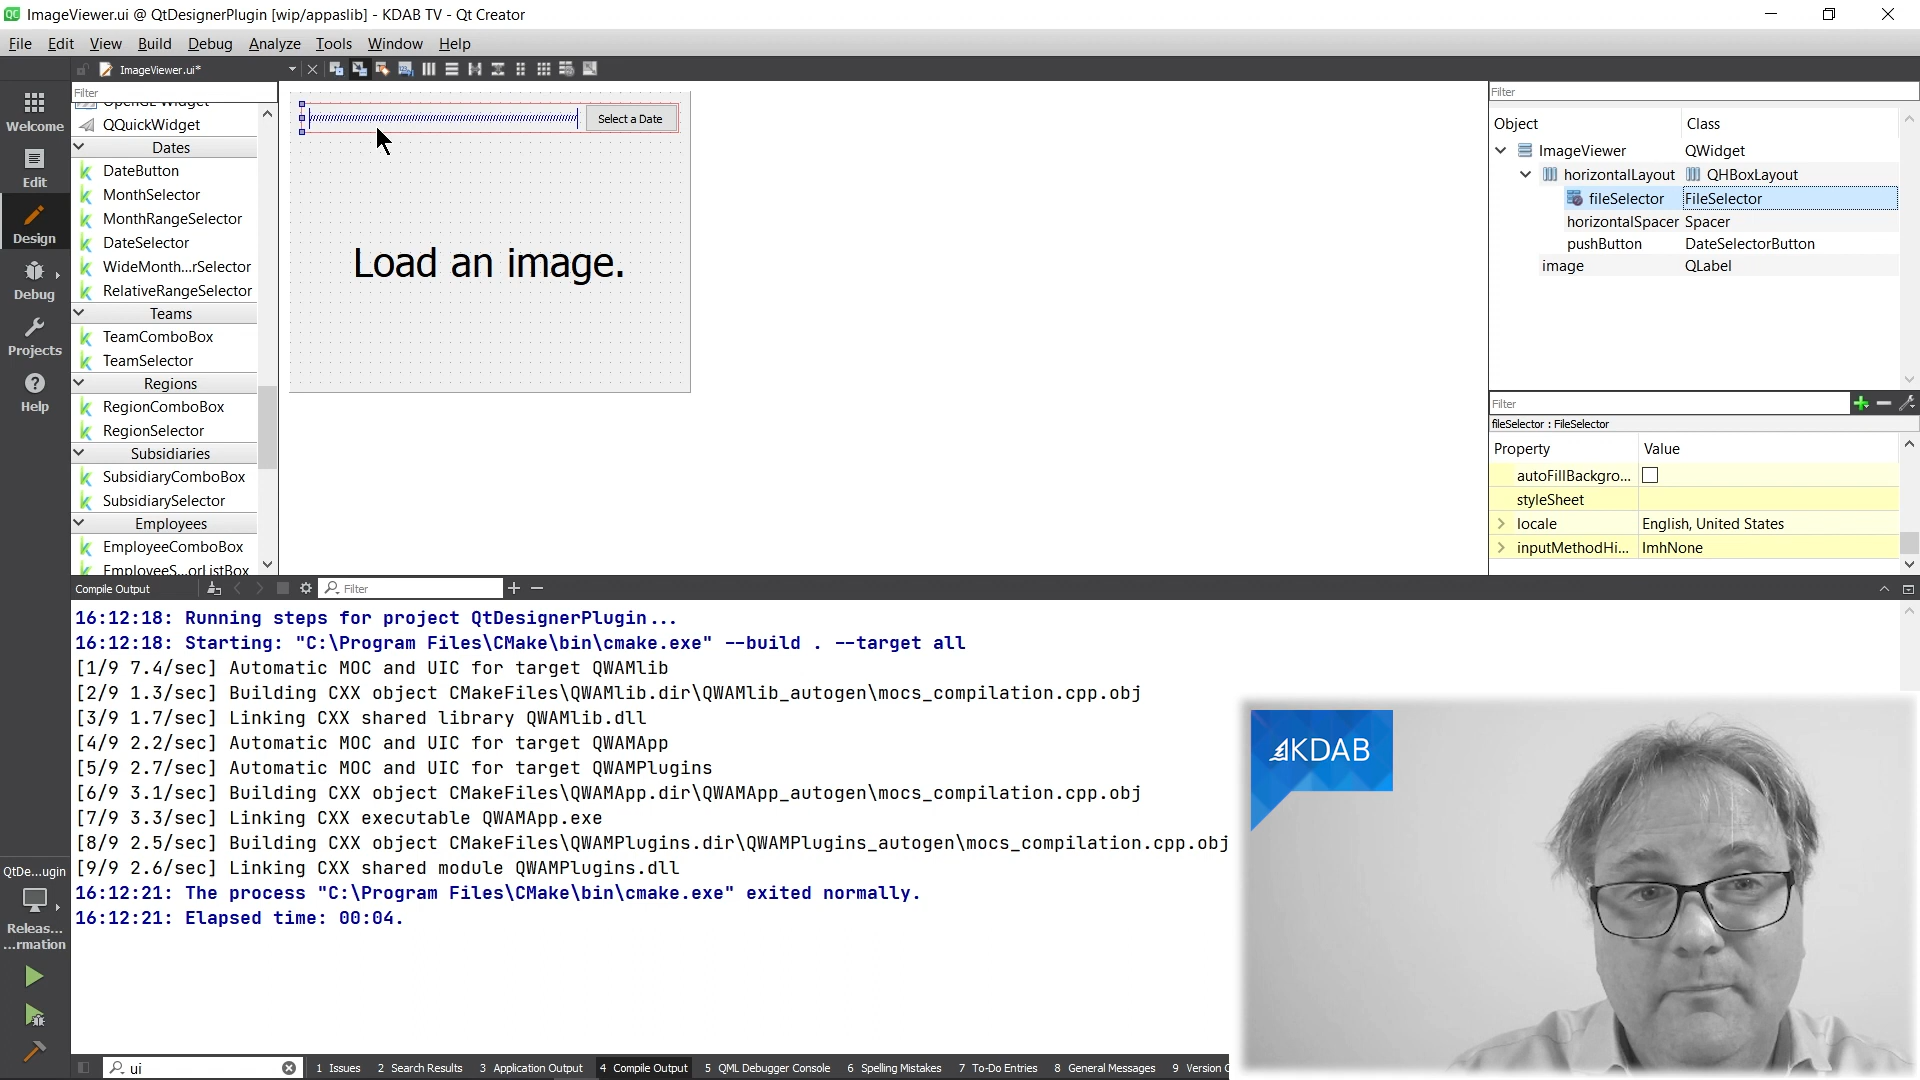 ImageViewer.ui @ QtDesignerPlugin [wip/appaslib] - KDAB TV - Qt Creator
File Edit View Build Debug Analyze Tools Window Help
ImageViewer.ui*
Filter
OpenGL Widget
QQuickWidget
Dates
DateButton
MonthSelector
MonthRangeSelector
DateSelector
WideMonth...rSelector
RelativeRangeSelector
Teams
TeamComboBox
TeamSelector
Regions
RegionComboBox
RegionSelector
Subsidiaries
SubsidiaryComboBox
SubsidiarySelector
Employees
EmployeeComboBox
EmployeeS...orListBox
Welcome
Edit
Design
Debug
Projects
Help
QtDe...ugin
Releas...
...rmation
Select a Date
Load an image.
Filter
Object Class
ImageViewer QWidget
horizontalLayout QHBoxLayout
fileSelector FileSelector
horizontalSpacer Spacer
pushButton DateSelectorButton
image QLabel
Filter
fileSelector : FileSelector
Property Value
autoFillBackgro...
styleSheet
locale English, United States
inputMethodHi... ImhNone
Compile Output Filter
16:12:18: Running steps for project QtDesignerPlugin...
16:12:18: Starting: "C:\Program Files\CMake\bin\cmake.exe" --build . --target all
[1/9 7.4/sec] Automatic MOC and UIC for target QWAMlib
[2/9 1.3/sec] Building CXX object CMakeFiles\QWAMlib.dir\QWAMlib_autogen\mocs_compilation.cpp.obj
[3/9 1.7/sec] Linking CXX shared library QWAMlib.dll
[4/9 2.2/sec] Automatic MOC and UIC for target QWAMApp
[5/9 2.7/sec] Automatic MOC and UIC for target QWAMPlugins
[6/9 3.1/sec] Building CXX object CMakeFiles\QWAMApp.dir\QWAMApp_autogen\mocs_compilation.cpp.obj
[7/9 3.3/sec] Linking CXX executable QWAMApp.exe
[8/9 2.5/sec] Building CXX object CMakeFiles\QWAMPlugins.dir\QWAMPlugins_autogen\mocs_compilation.cpp.obj
[9/9 2.6/sec] Linking CXX shared module QWAMPlugins.dll
16:12:21: The process "C:\Program Files\CMake\bin\cmake.exe" exited normally.
16:12:21: Elapsed time: 00:04.
KDAB
ui 1 Issues 2 Search Results 3 Application Output 4 Compile Output 5 QML Debugger Console 6 Spelling Mistakes 7 To-Do Entries 8 General Messages 9 Version